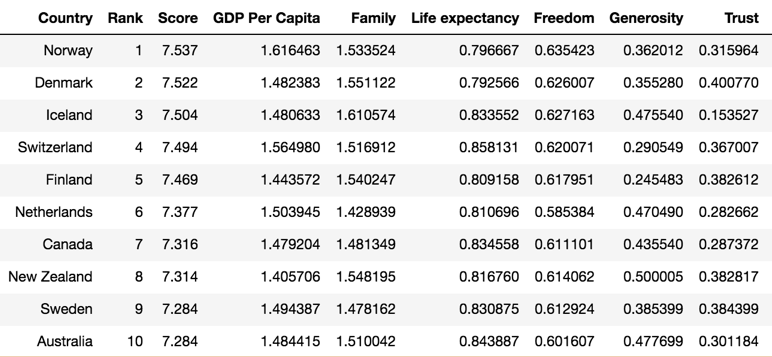 Country Rank Score GDP Per Capita Family Life expectancy Freedom Generosity Trust
Norway 1 7.537 1.616463 1.533524 0.796667 0.635423 0.362012 0.315964
Denmark 2 7.522 1.482383 1.551122 0.792566 0.626007 0.355280 0.400770
Iceland 3 7.504 1.480633 1.610574 0.833552 0.627163 0.475540 0.153527
Switzerland 4 7.494 1.564980 1.516912 0.858131 0.620071 0.290549 0.367007
Finland 5 7.469 1.443572 1.540247 0.809158 0.617951 0.245483 0.382612
Netherlands 6 7.377 1.503945 1.428939 0.810696 0.585384 0.470490 0.282662
Canada 7 7.316 1.479204 1.481349 0.834558 0.611101 0.435540 0.287372
New Zealand 8 7.314 1.405706 1.548195 0.816760 0.614062 0.500005 0.382817
Sweden 9 7.284 1.494387 1.478162 0.830875 0.612924 0.385399 0.384399
Australia 10 7.284 1.484415 1.510042 0.843887 0.601607 0.477699 0.301184